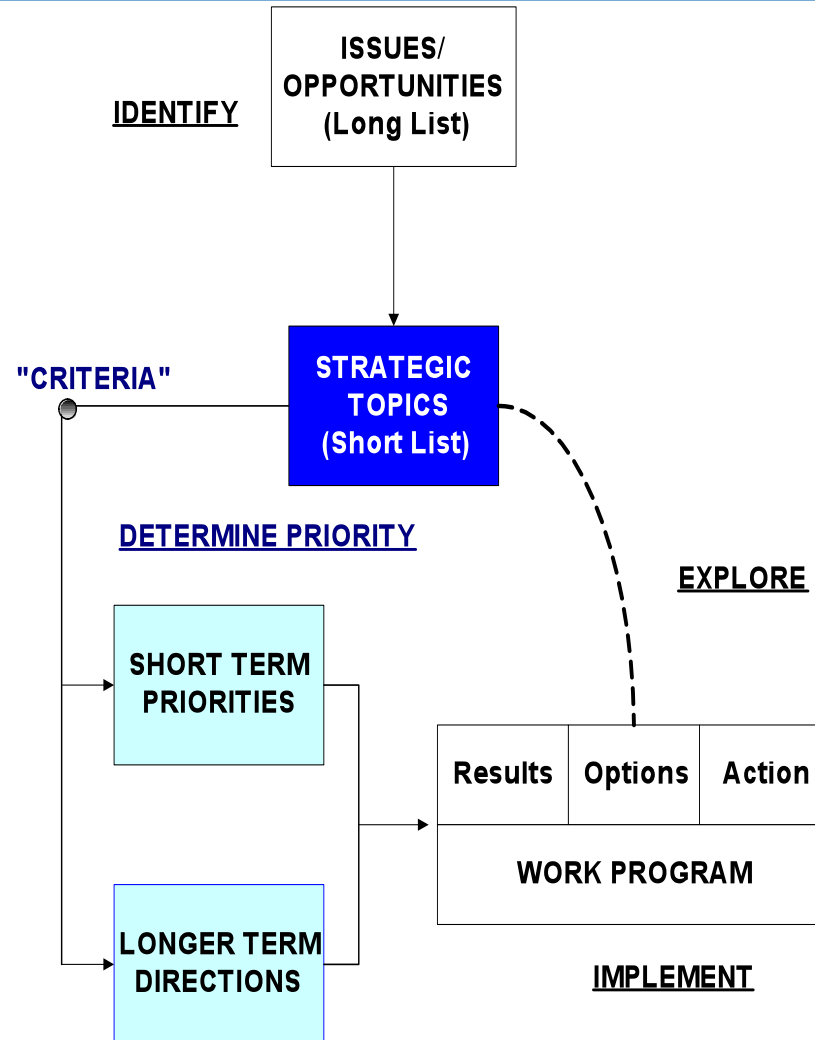 ISSUES/
OPPORTUNITIES
(Long List)
IDENTIFY
STRATEGIC
TOPICS
(Short List)
"CRITERIA"
DETERMINE PRIORITY
EXPLORE
SHORT TERM
PRIORITIES
Results Options Action
WORK PROGRAM
LONGER TERM
DIRECTIONS
IMPLEMENT